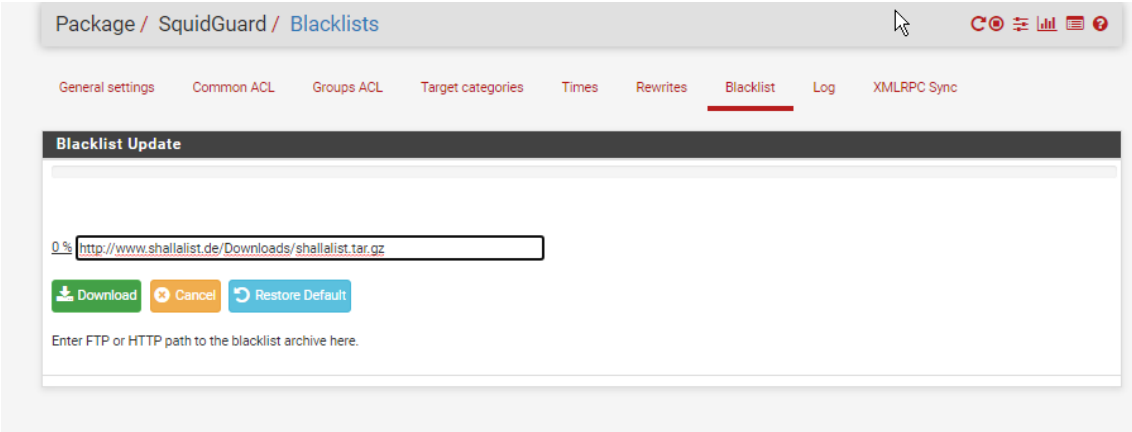 Package / SquidGuard / Blacklists
General settings Common ACL Groups ACL Target categories Times Rewrites Blacklist Log XMLRPC Sync
Blacklist Update
0 % http://www.shallalist.de/Downloads/shallalist.tar.gz
Download Cancel Restore Default
Enter FTP or HTTP path to the blacklist archive here.